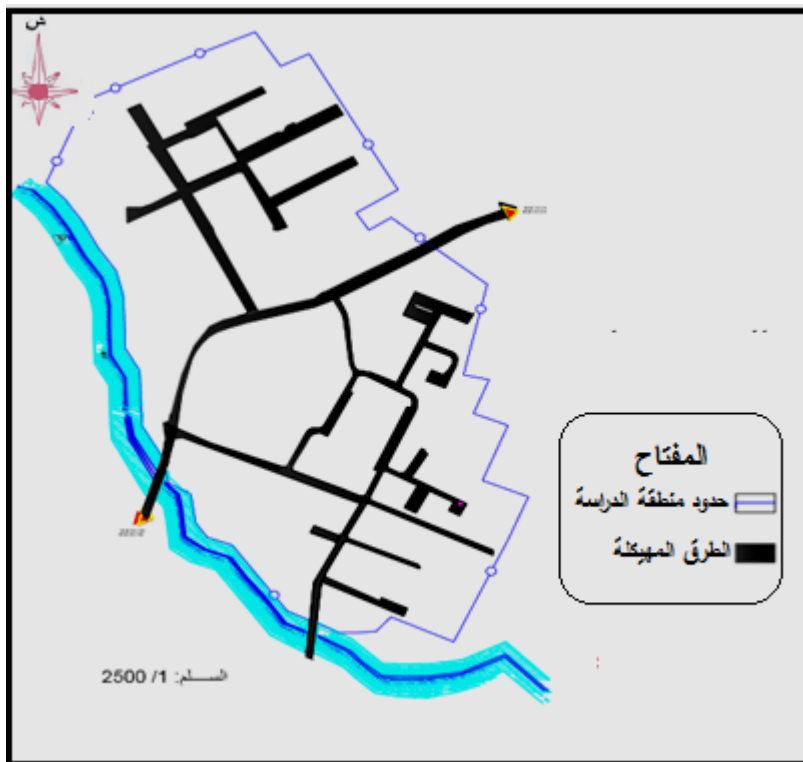 ش
المفتاح
حدود منطقة الدراسة
الطرق المهيكلة
السلم: 1/ 2500